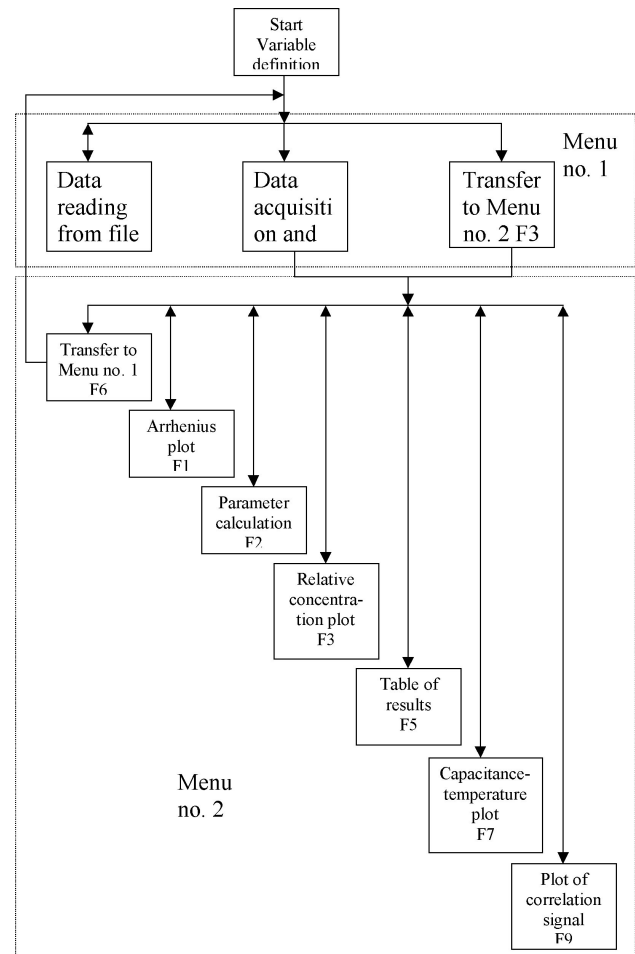 Start
Variable
definition
Menu
no. 1
Data
reading
from file
Data
acquisiti
on and
Transfer
to Menu
no. 2 F3
Transfer to
Menu no. 1
F6
Arrhenius
plot
F1
Parameter
calculation
F2
Relative
concentra-
tion plot
F3
Table of
results
F5
Capacitance-
temperature
plot
F7
Menu
no. 2
Plot of
correlation
signal
F9